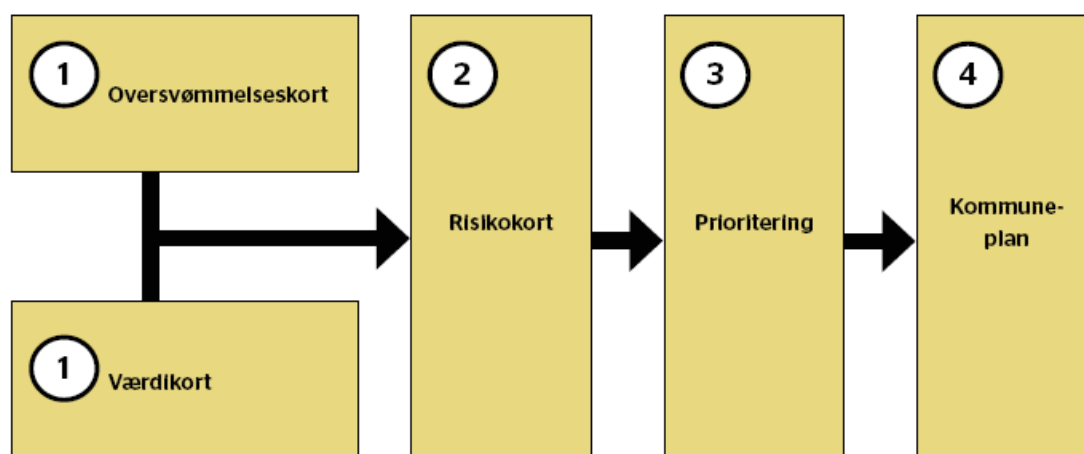 1
Oversvømmelseskort
1
Værdikort
2
Risikokort
3
Prioritering
4
Kommune-
plan